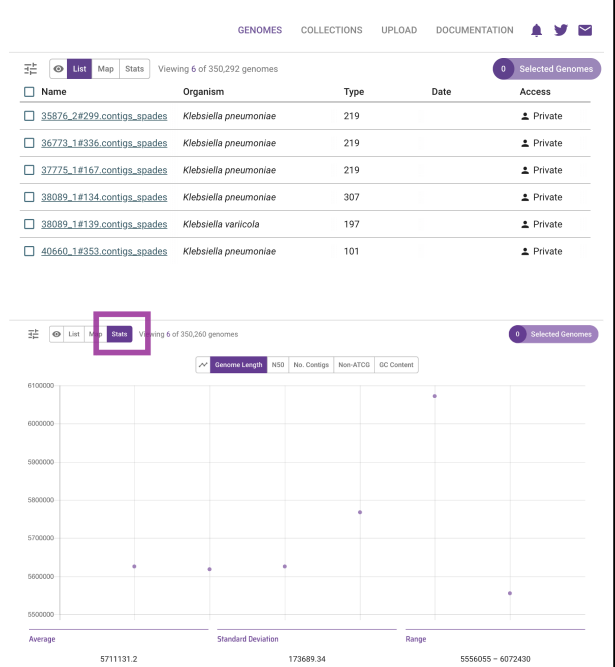 GENOMES COLLECTIONS UPLOAD DOCUMENTATION
List Map Stats Viewing 6 of 350,292 genomes 0 Selected Genomes
Name Organism Type Date Access
35876_2#299.contigs_spades Klebsiella pneumoniae 219 Private
36773_1#336.contigs_spades Klebsiella pneumoniae 219 Private
37775_1#167.contigs_spades Klebsiella pneumoniae 219 Private
38089_1#134.contigs_spades Klebsiella pneumoniae 307 Private
38089_1#139.contigs_spades Klebsiella variicola 197 Private
40660_1#353.contigs_spades Klebsiella pneumoniae 101 Private
List Map Stats Viewing 6 of 350,260 genomes 0 Selected Genomes
Genome Length N50 No. Contigs Non-ATCG GC Content
6100000
6000000
5900000
5800000
5700000
5600000
5500000
Average Standard Deviation Range
5711131.2 173689.34 5556055 – 6072430